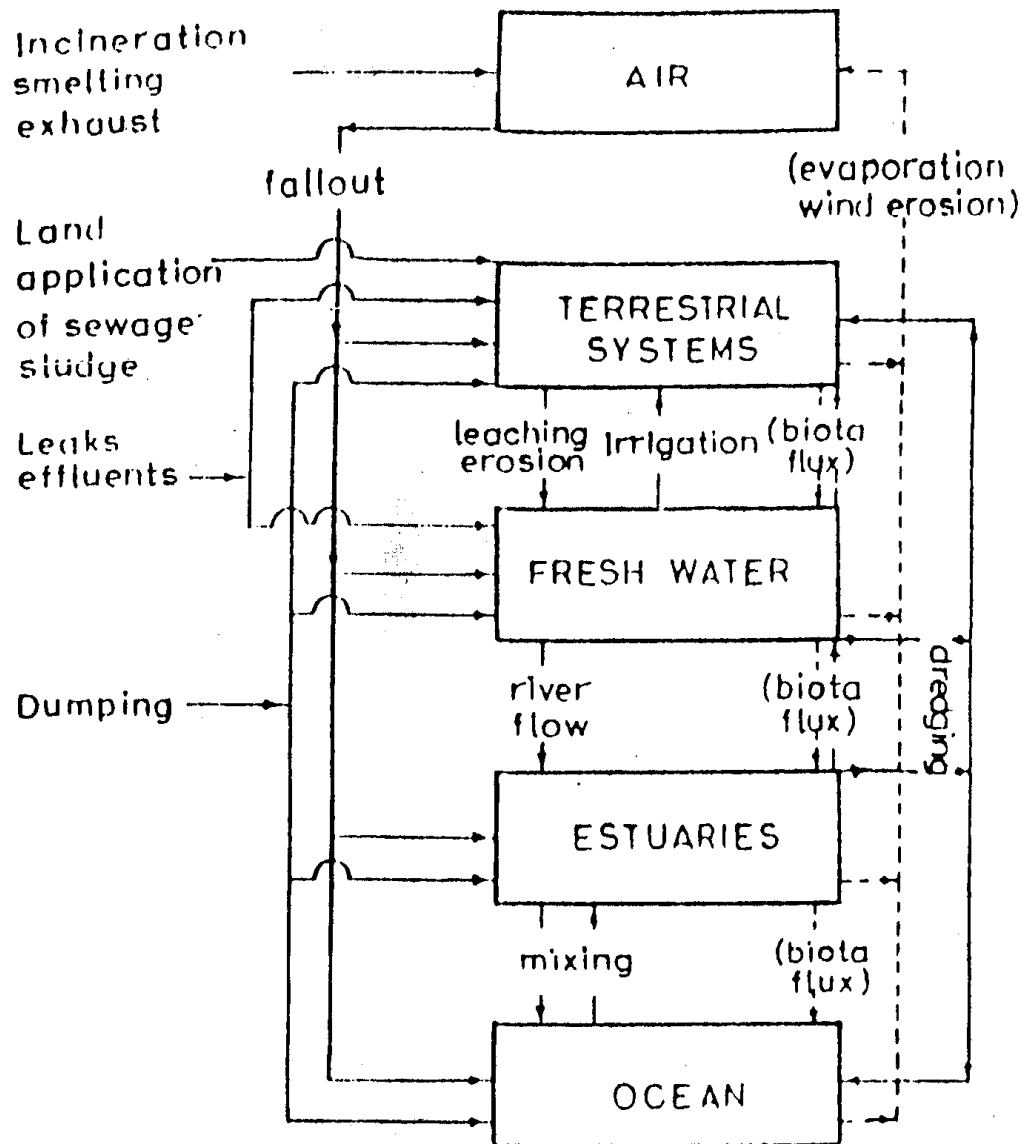 Incineration
smelting
exhaust
AIR
fallout
(evaporation
wind erosion)
Land
application
of sewage
sludge
TERRESTRIAL
SYSTEMS
Leaks
effluents
leaching
erosion
Irrigation
(biota
flux)
FRESH WATER
Dumping
river
flow
(biota
flux)
dredging
ESTUARIES
mixing
(biota
flux)
OCEAN